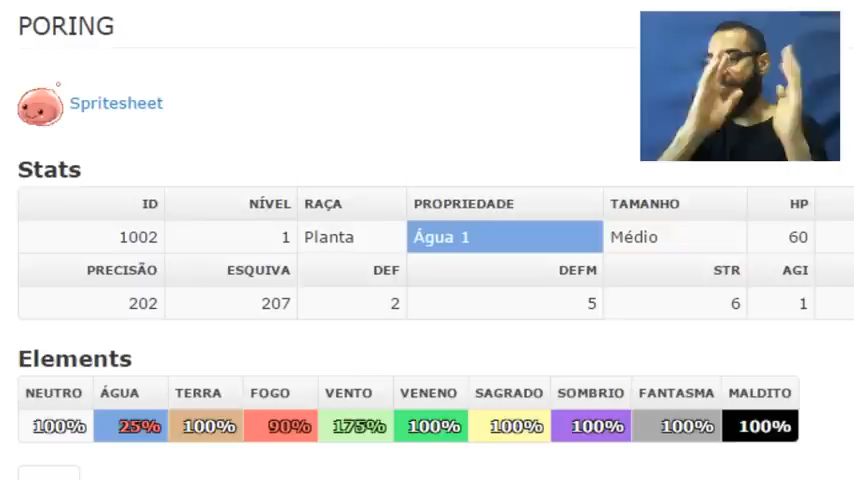 PORING
Spritesheet
Stats
ID NÍVEL RAÇA PROPRIEDADE TAMANHO HP
1002 1 Planta Água 1 Médio 60
PRECISÃO ESQUIVA DEF DEFM STR AGI
202 207 2 5 6 1
Elements
NEUTRO ÁGUA TERRA FOGO VENTO VENENO SAGRADO SOMBRIO FANTASMA MALDITO
100% 25% 100% 90% 175% 100% 100% 100% 100% 100%